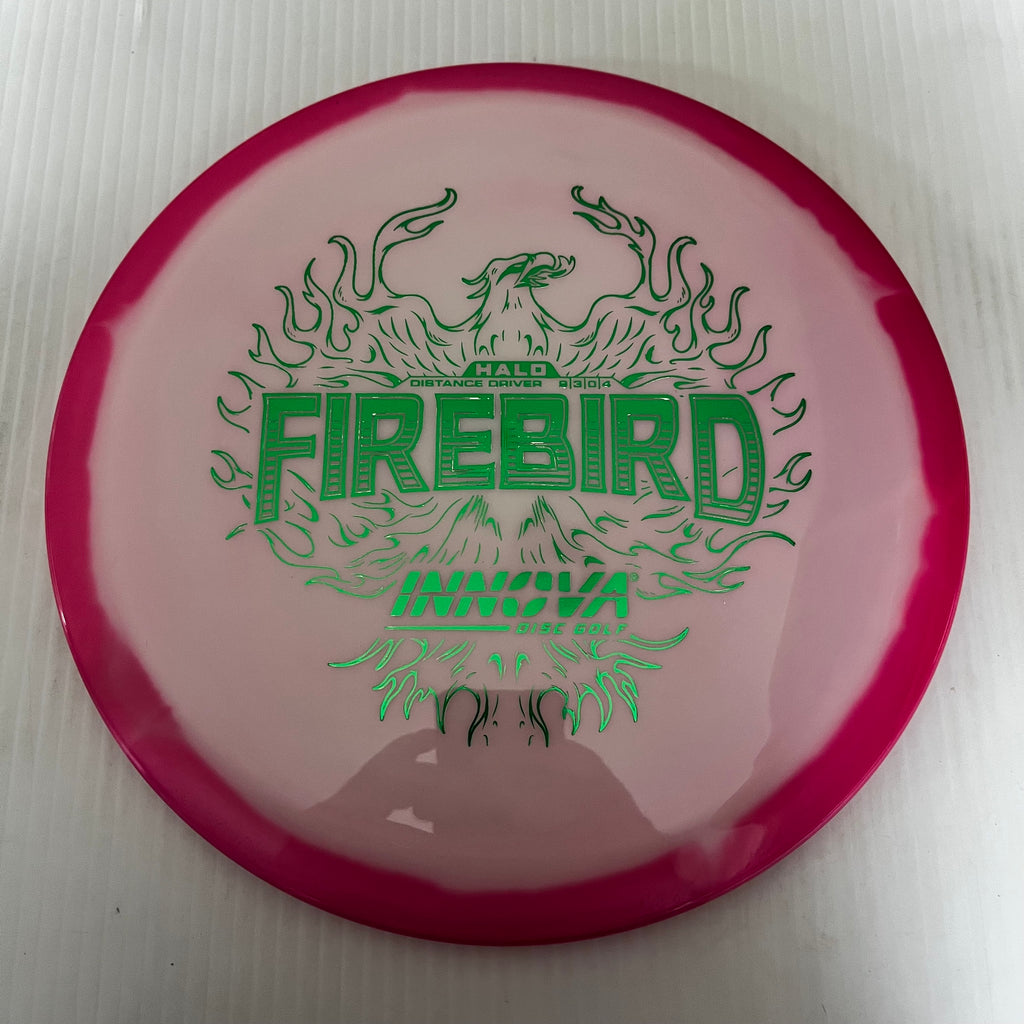 HALO
DISTANCE DRIVER 9|3|0|4
FIREBIRD
INNOVA®
DISC GOLF